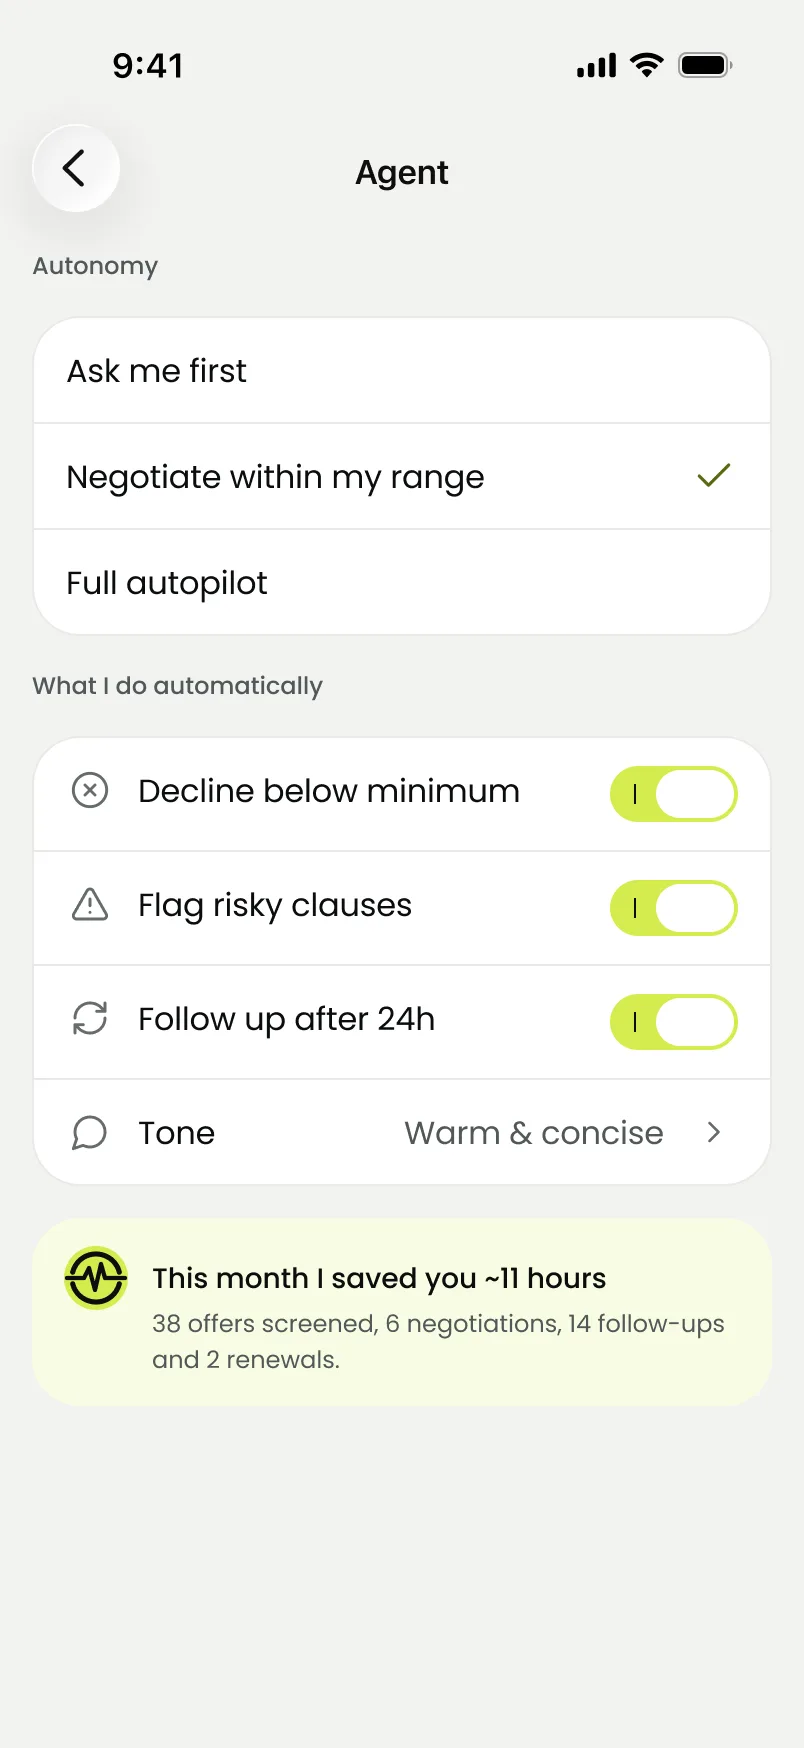 9:41
Agent
Autonomy
Ask me first
Negotiate within my range
Full autopilot
What I do automatically
Decline below minimum
Flag risky clauses
Follow up after 24h
Tone Warm & concise
This month I saved you ~11 hours
38 offers screened, 6 negotiations, 14 follow-ups
and 2 renewals.